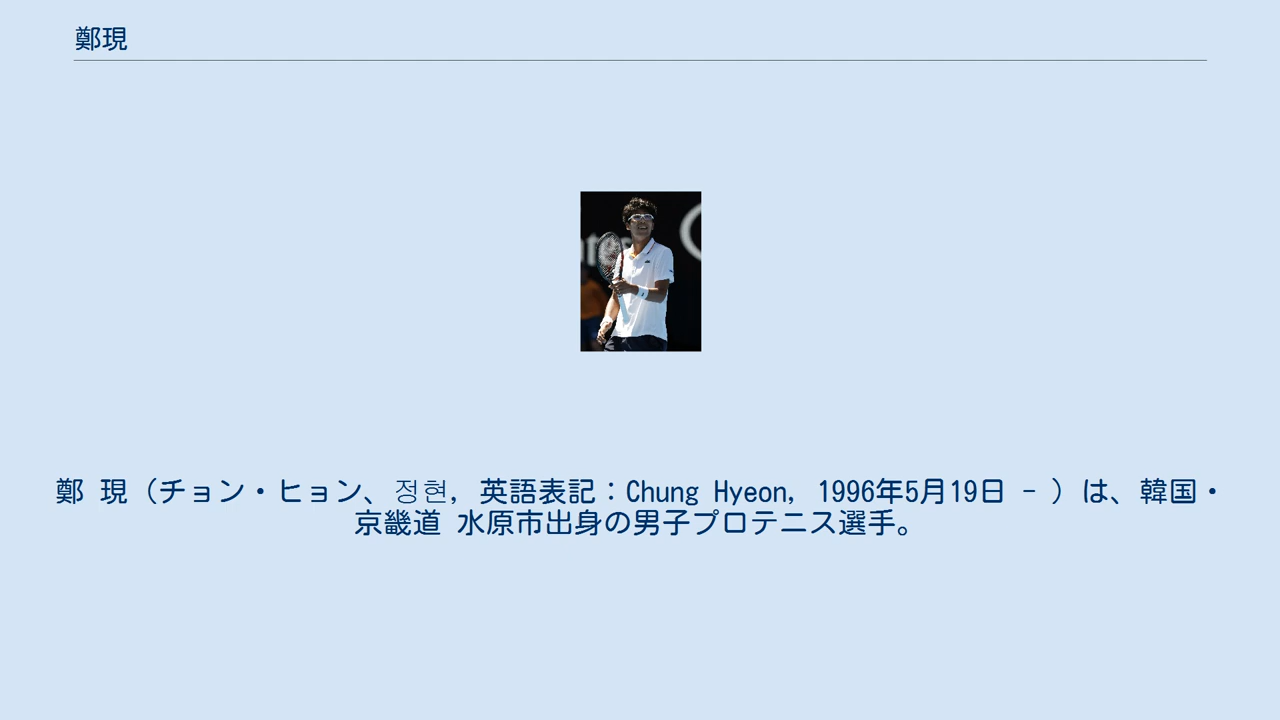 鄭現
鄭 現（チョン・ヒョン、정현, 英語表記：Chung Hyeon, 1996年5月19日 - ）は、韓国・
京畿道 水原市出身の男子プロテニス選手。